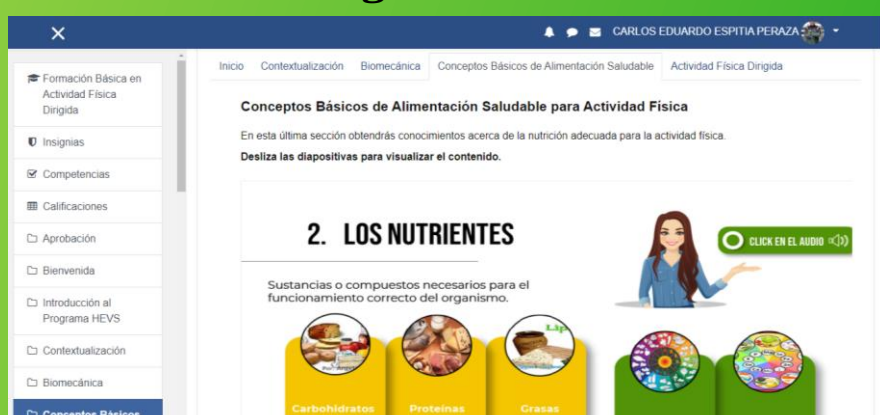 CARLOS EDUARDO ESPITIA PERAZA
Formación Básica en
Actividad Física
Dirigida
Insignias
Competencias
Calificaciones
Aprobación
Bienvenida
Introducción al
Programa HEVS
Contextualización
Biomecánica
Conceptos Básicos
Inicio Contextualización Biomecánica Conceptos Básicos de Alimentación Saludable Actividad Física Dirigida
Conceptos Básicos de Alimentación Saludable para Actividad Física
En esta última sección obtendrás conocimientos acerca de la nutrición adecuada para la actividad física.
Desliza las diapositivas para visualizar el contenido.
2. LOS NUTRIENTES
CLICK EN EL AUDIO
Sustancias o compuestos necesarios para el
funcionamiento correcto del organismo.
Carbohidratos Proteínas Grasas